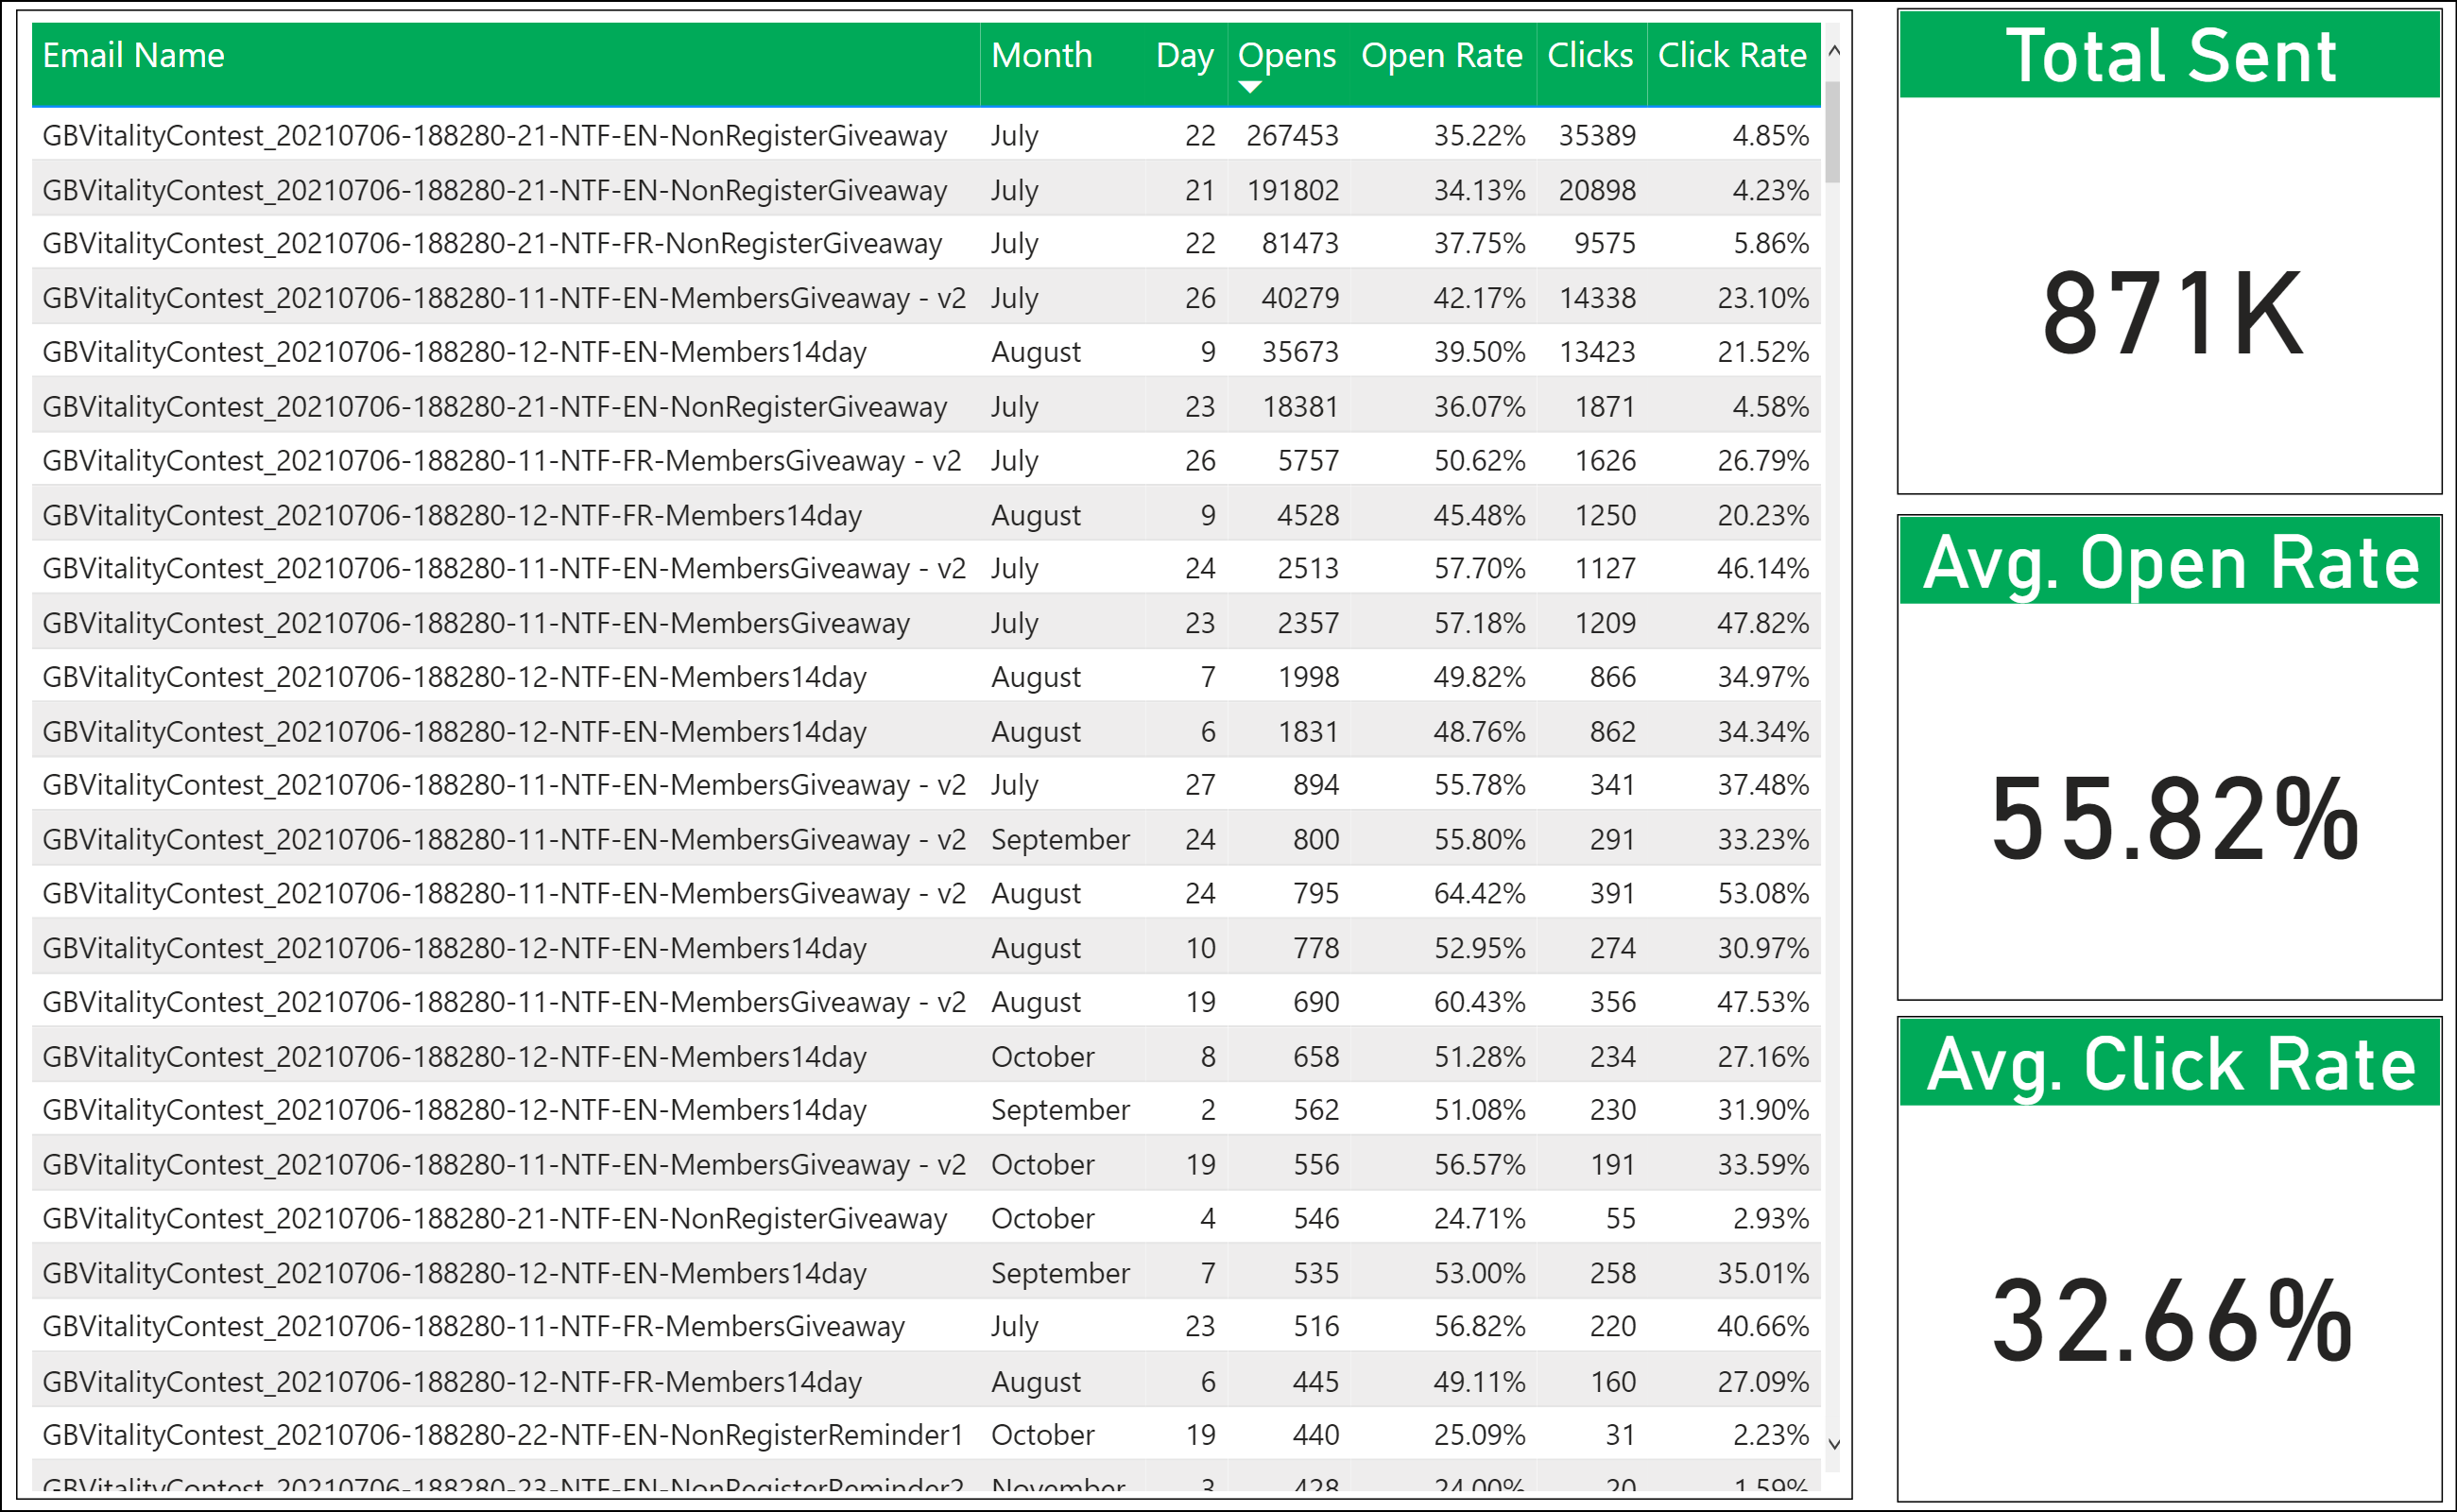 Email Name Month Day Opens Open Rate Clicks Click Rate
GBVitalityContest_20210706-188280-21-NTF-EN-NonRegisterGiveaway July 22 267453 35.22% 35389 4.85%
GBVitalityContest_20210706-188280-21-NTF-EN-NonRegisterGiveaway July 21 191802 34.13% 20898 4.23%
GBVitalityContest_20210706-188280-21-NTF-FR-NonRegisterGiveaway July 22 81473 37.75% 9575 5.86%
GBVitalityContest_20210706-188280-11-NTF-EN-MembersGiveaway - v2 July 26 40279 42.17% 14338 23.10%
GBVitalityContest_20210706-188280-12-NTF-EN-Members14day August 9 35673 39.50% 13423 21.52%
GBVitalityContest_20210706-188280-21-NTF-EN-NonRegisterGiveaway July 23 18381 36.07% 1871 4.58%
GBVitalityContest_20210706-188280-11-NTF-FR-MembersGiveaway - v2 July 26 5757 50.62% 1626 26.79%
GBVitalityContest_20210706-188280-12-NTF-FR-Members14day August 9 4528 45.48% 1250 20.23%
GBVitalityContest_20210706-188280-11-NTF-EN-MembersGiveaway - v2 July 24 2513 57.70% 1127 46.14%
GBVitalityContest_20210706-188280-11-NTF-EN-MembersGiveaway July 23 2357 57.18% 1209 47.82%
GBVitalityContest_20210706-188280-12-NTF-EN-Members14day August 7 1998 49.82% 866 34.97%
GBVitalityContest_20210706-188280-12-NTF-EN-Members14day August 6 1831 48.76% 862 34.34%
GBVitalityContest_20210706-188280-11-NTF-EN-MembersGiveaway - v2 July 27 894 55.78% 341 37.48%
GBVitalityContest_20210706-188280-11-NTF-EN-MembersGiveaway - v2 September 24 800 55.80% 291 33.23%
GBVitalityContest_20210706-188280-11-NTF-EN-MembersGiveaway - v2 August 24 795 64.42% 391 53.08%
GBVitalityContest_20210706-188280-12-NTF-EN-Members14day August 10 778 52.95% 274 30.97%
GBVitalityContest_20210706-188280-11-NTF-EN-MembersGiveaway - v2 August 19 690 60.43% 356 47.53%
GBVitalityContest_20210706-188280-12-NTF-EN-Members14day October 8 658 51.28% 234 27.16%
GBVitalityContest_20210706-188280-12-NTF-EN-Members14day September 2 562 51.08% 230 31.90%
GBVitalityContest_20210706-188280-11-NTF-EN-MembersGiveaway - v2 October 19 556 56.57% 191 33.59%
GBVitalityContest_20210706-188280-21-NTF-EN-NonRegisterGiveaway October 4 546 24.71% 55 2.93%
GBVitalityContest_20210706-188280-12-NTF-EN-Members14day September 7 535 53.00% 258 35.01%
GBVitalityContest_20210706-188280-11-NTF-FR-MembersGiveaway July 23 516 56.82% 220 40.66%
GBVitalityContest_20210706-188280-12-NTF-FR-Members14day August 6 445 49.11% 160 27.09%
GBVitalityContest_20210706-188280-22-NTF-EN-NonRegisterReminder1 October 19 440 25.09% 31 2.23%
GBVitalityContest_20210706-188280-23-NTF-EN-NonRegisterReminder2 November 3 428 24.00% 20 1.59%
Total Sent
871K
Avg. Open Rate
55.82%
Avg. Click Rate
32.66%